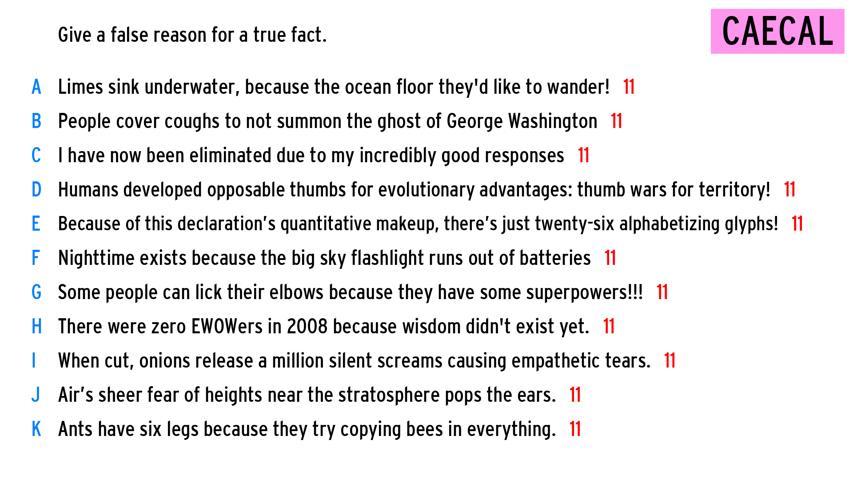 Give a false reason for a true fact.
CAECAL
A Limes sink underwater, because the ocean floor they'd like to wander! 11
B People cover coughs to not summon the ghost of George Washington 11
C I have now been eliminated due to my incredibly good responses 11
D Humans developed opposable thumbs for evolutionary advantages: thumb wars for territory! 11
E Because of this declaration’s quantitative makeup, there’s just twenty-six alphabetizing glyphs! 11
F Nighttime exists because the big sky flashlight runs out of batteries 11
G Some people can lick their elbows because they have some superpowers!!! 11
H There were zero EWOWers in 2008 because wisdom didn't exist yet. 11
I When cut, onions release a million silent screams causing empathetic tears. 11
J Air’s sheer fear of heights near the stratosphere pops the ears. 11
K Ants have six legs because they try copying bees in everything. 11